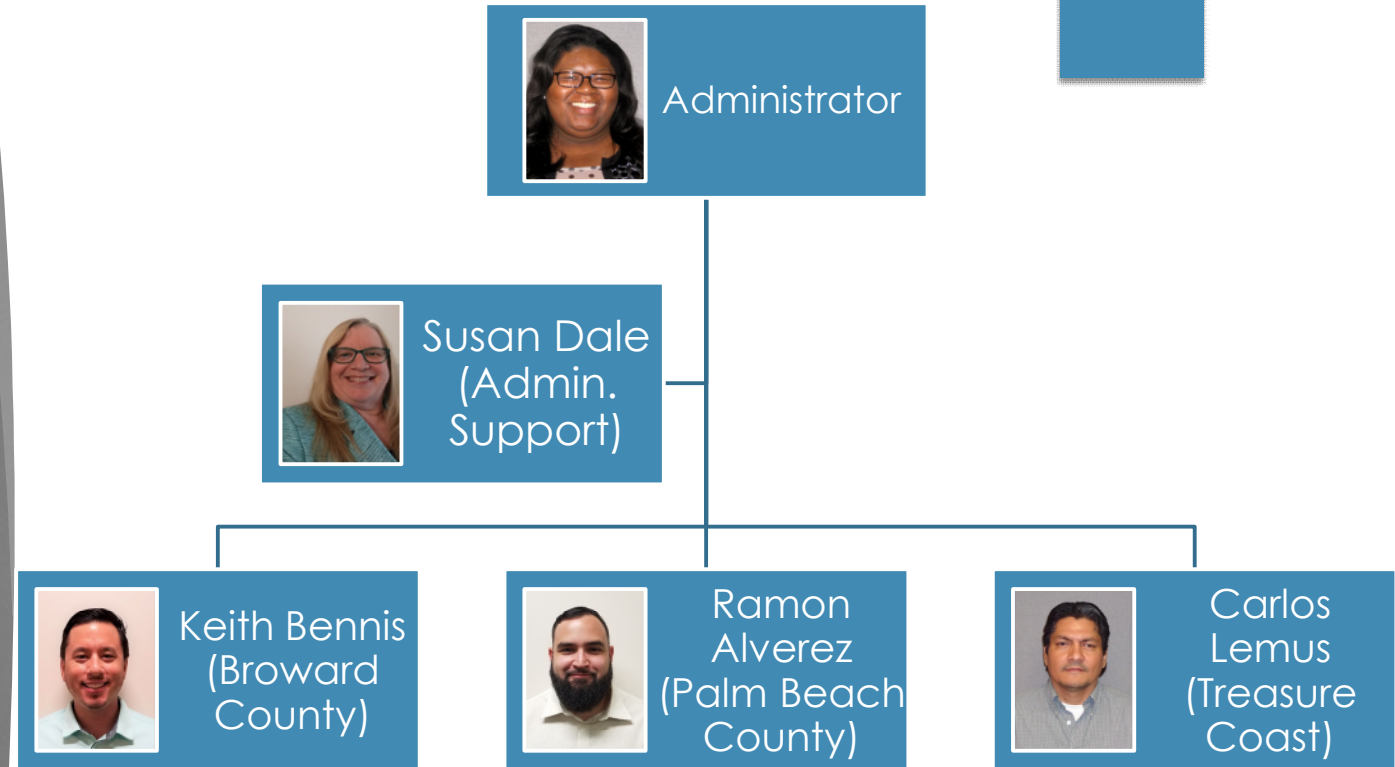 Administrator
Susan Dale
(Admin.
Support)
Keith Bennis
(Broward
County)
Ramon
Alverez
(Palm Beach
County)
Carlos
Lemus
(Treasure
Coast)